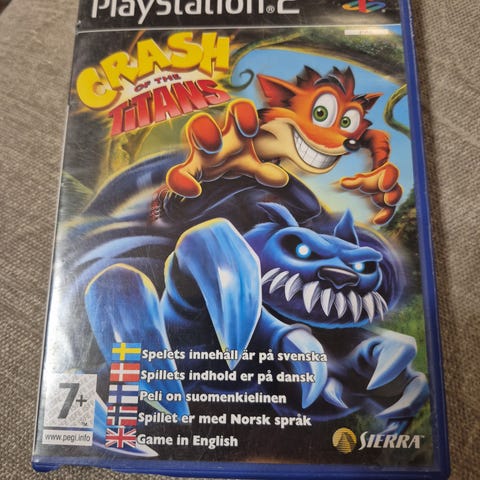 PlayStation®2
CRASH
OF THE
TITANS
Spelets innehåll är på svenska
Spillets indhold er på dansk
Peli on suomenkielinen
Spillet er med Norsk språk
Game in English
7+
www.pegi.info
SIERRA